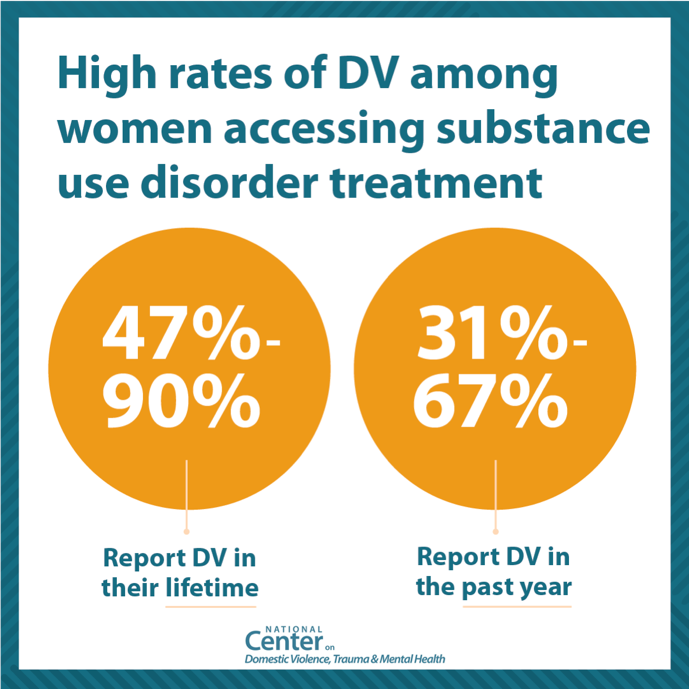 High rates of DV among
women accessing substance
use disorder treatment
47%-
90%
31%-
67%
Report DV in
their lifetime
Report DV in
the past year
NATIONAL
Center on
Domestic Violence, Trauma & Mental Health